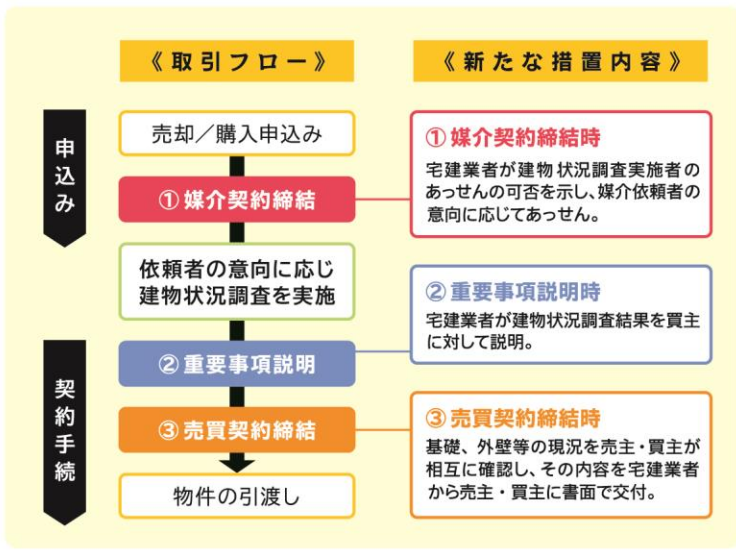 《取引フロー》
《新たな措置内容》
申込み
売却／購入申込み
①媒介契約締結
依頼者の意向に応じ
建物状況調査を実施
契約手続
②重要事項説明
③売買契約締結
物件の引渡し
①媒介契約締結時
宅建業者が建物状況調査実施者の
あっせんの可否を示し、媒介依頼者の
意向に応じてあっせん。
②重要事項説明時
宅建業者が建物状況調査結果を買主
に対して説明。
③売買契約締結時
基礎、外壁等の現況を売主・買主が
相互に確認し、その内容を宅建業者
から売主・買主に書面で交付。